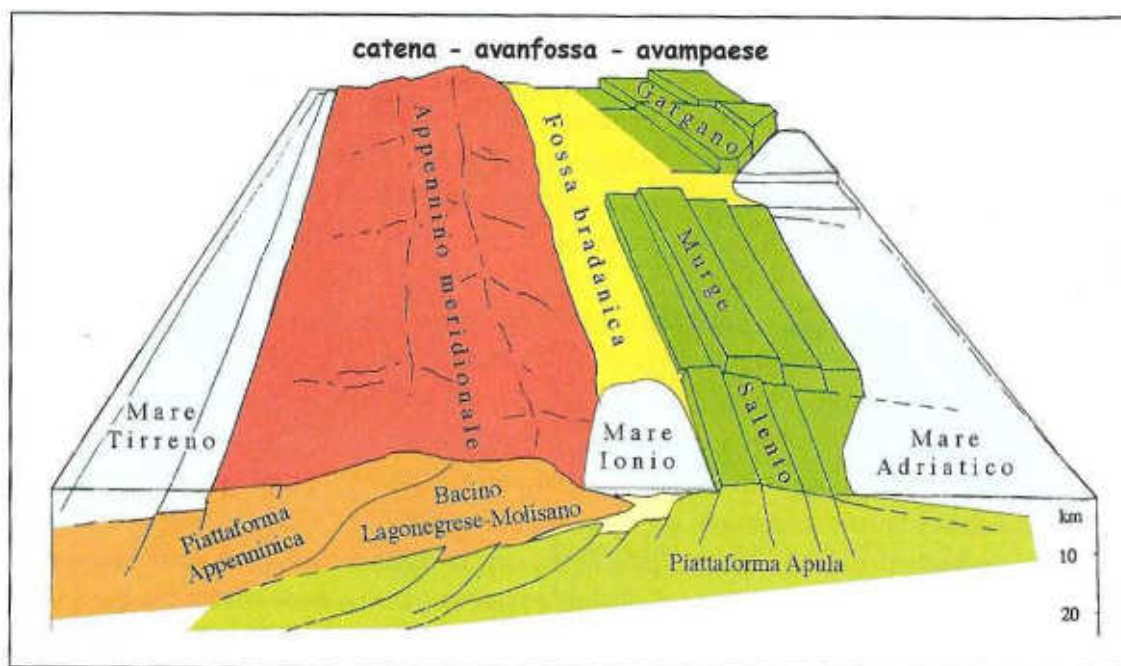 catena - avanfossa - avampaese
Gargano
Appennino meridionale
Fossa bradanica
Murge
Salento
Mare
Tirreno
Mare
Ionio
Mare
Adriatico
Piattaforma
Appenninica
Bacino
Lagonegrese-Molisano
Piattaforma Apula
km
10
20